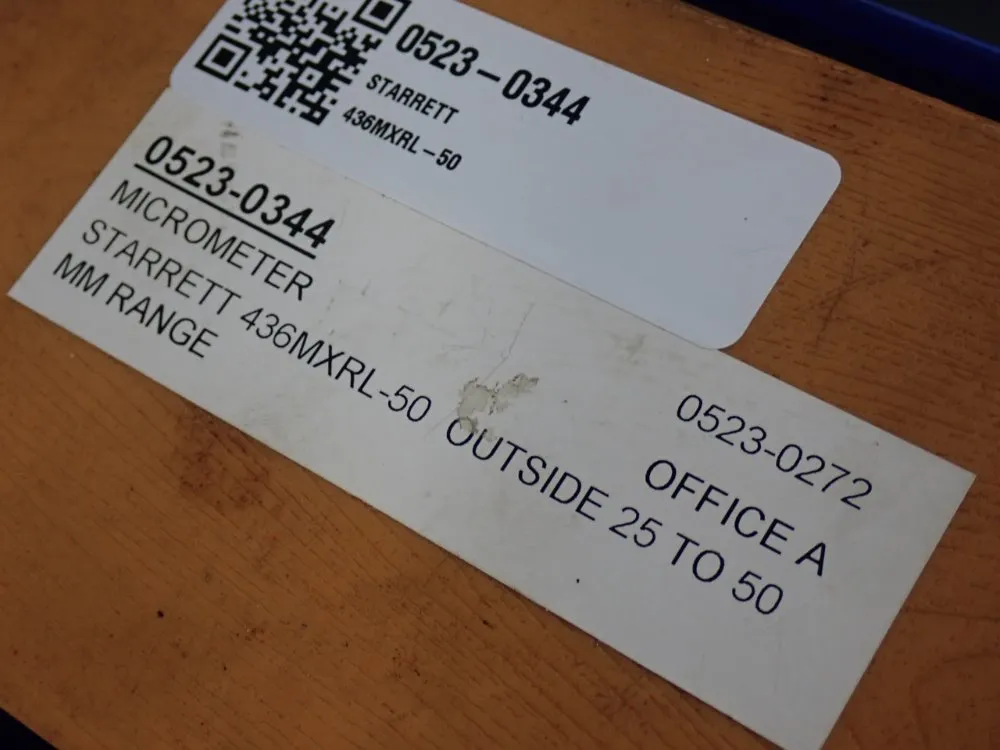 0523-0344
STARRETT
436MXRL-50
0523-0344
0523-0272
MICROMETER
OFFICE A
STARRETT 436MXRL-50 OUTSIDE 25 TO 50
MM RANGE